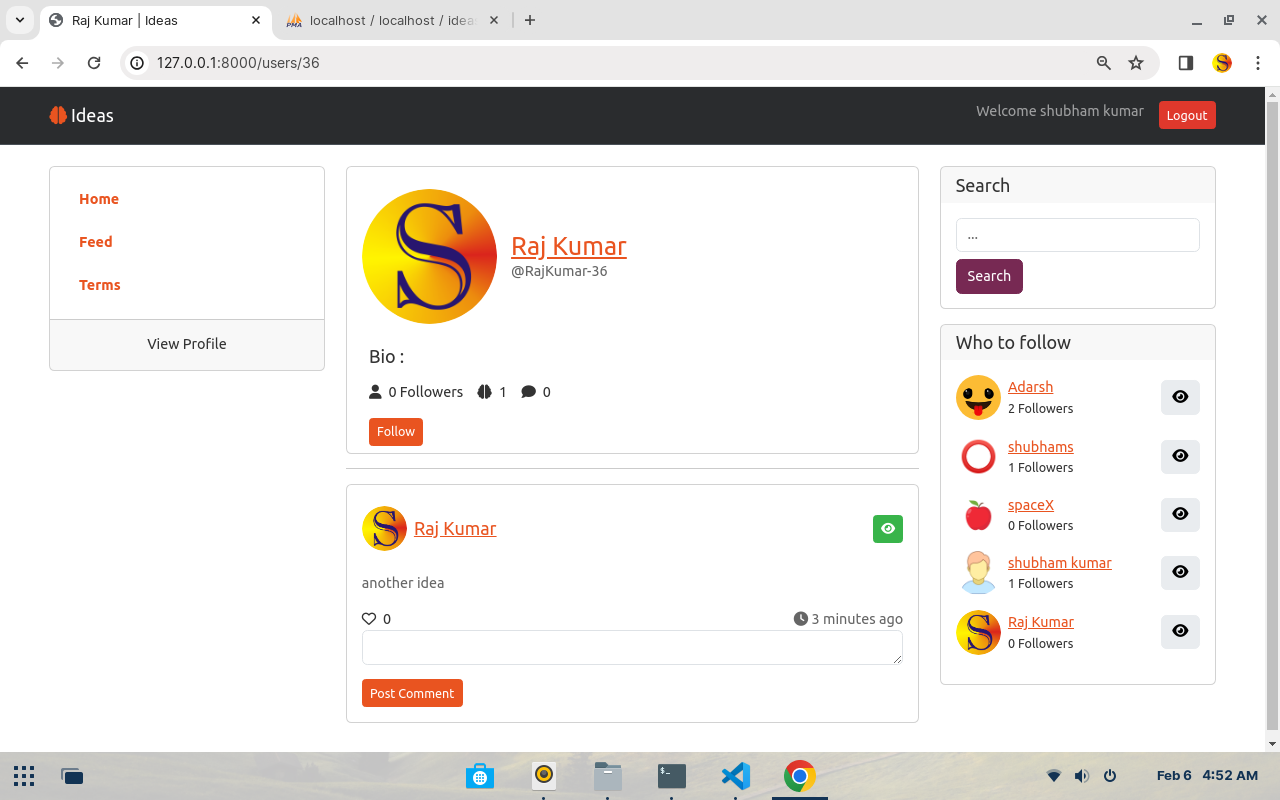 Raj Kumar | Ideas
localhost / localhost / ideas
127.0.0.1:8000/users/36
Ideas
Welcome shubham kumar
Logout
Home
Feed
Terms
View Profile
S
Raj Kumar
@RajKumar-36
Bio :
0 Followers 1 0
Follow
S
Raj Kumar
another idea
0
3 minutes ago
Post Comment
Search
...
Search
Who to follow
Adarsh
2 Followers
shubhams
1 Followers
spaceX
0 Followers
shubham kumar
1 Followers
S
Raj Kumar
0 Followers
Feb 6 4:52 AM